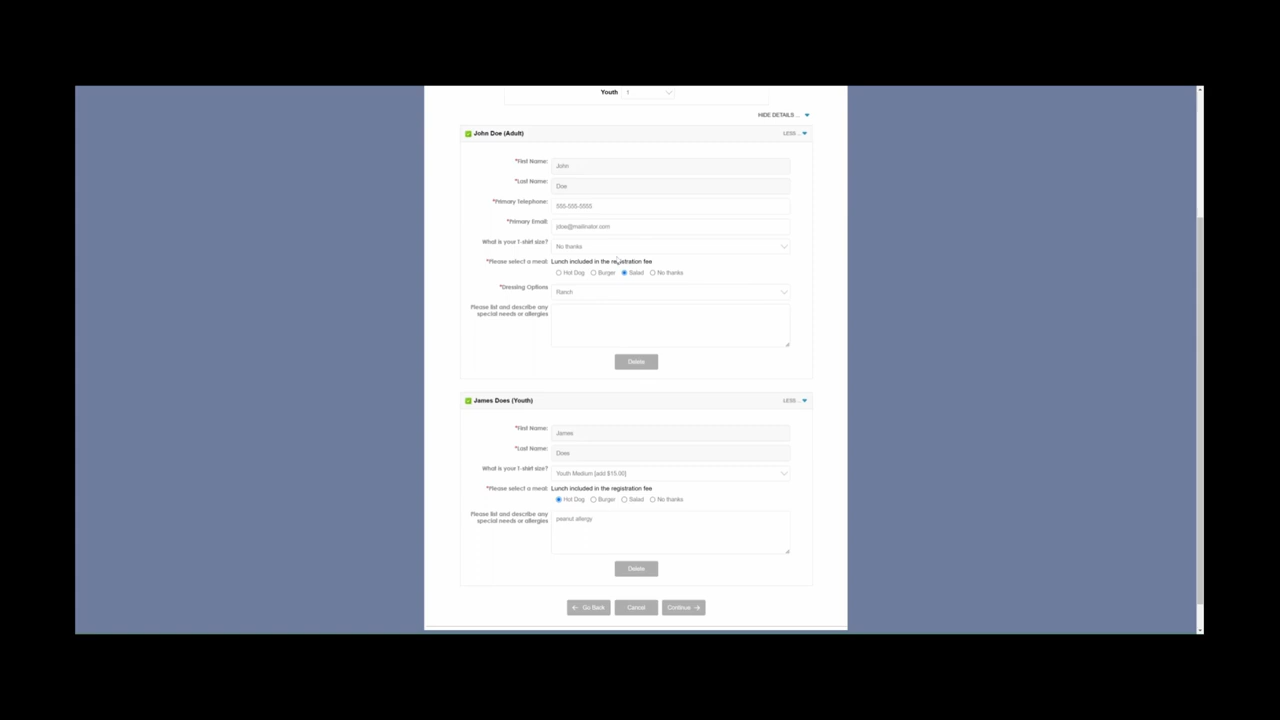 Youth 1
HIDE DETAILS ...
John Doe (Adult) LESS...
*First Name: John
*Last Name: Doe
*Primary Telephone: 555-555-5555
*Primary Email: jdoe@mailinator.com
What is your t-shirt size? No thanks
*Please select a meal: Lunch included in the registration fee
Hot Dog Burger Salad No thanks
*Dressing Options Ranch
Please list and describe any
special needs or allergies
Delete
James Does (Youth) LESS...
*First Name: James
*Last Name: Does
What is your t-shirt size? Youth Medium [add $15.00]
*Please select a meal: Lunch included in the registration fee
Hot Dog Burger Salad No thanks
Please list and describe any peanut allergy
special needs or allergies
Delete
Go Back Cancel Continue